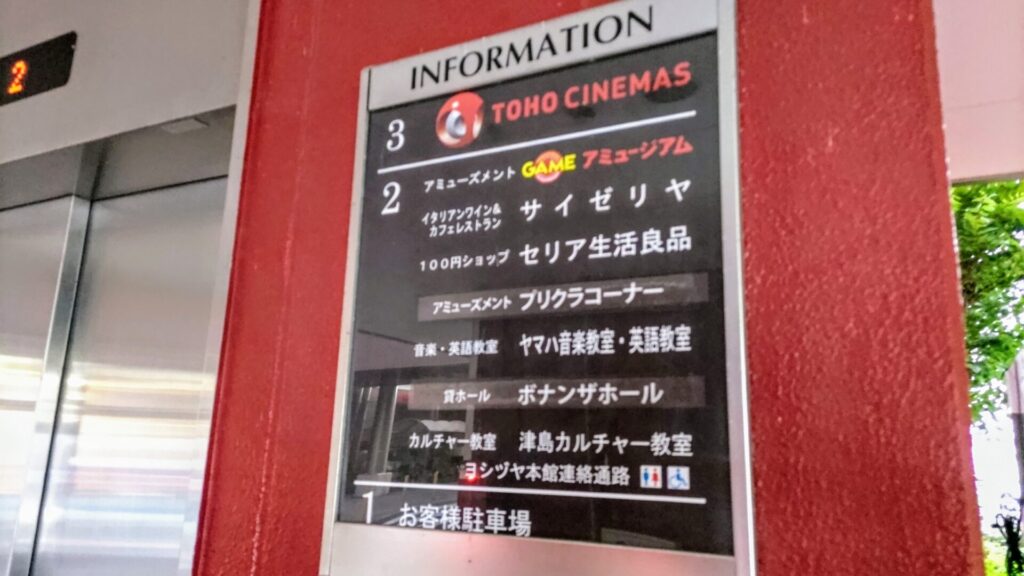 2
INFORMATION
3 TOHO CINEMAS
2 アミューズメント GAME アミュージアム
イタリアンワイン&
カフェレストラン サイゼリヤ
100円ショップ セリア生活良品
アミューズメント プリクラコーナー
音楽・英語教室 ヤマハ音楽教室・英語教室
貸ホール ボナンザホール
カルチャー教室 津島カルチャー教室
ヨシヅヤ本館連絡通路
1 お客様駐車場